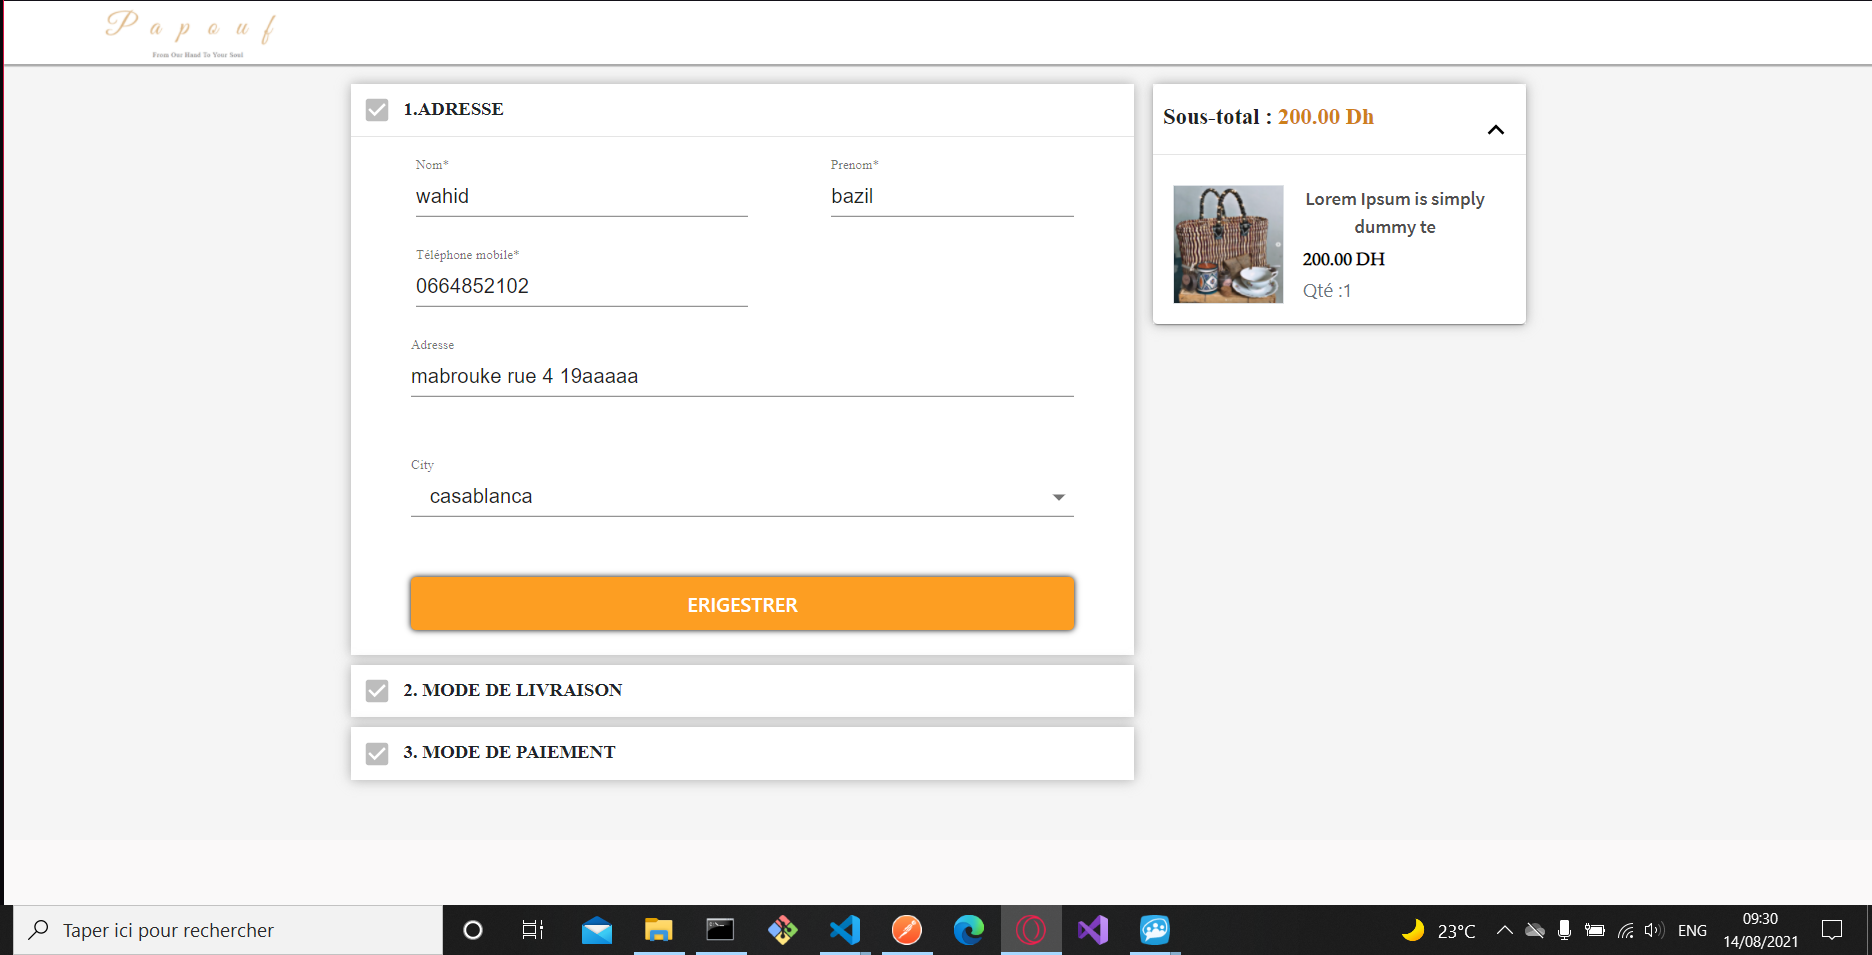 Papouf
From Our Hand To Your Soul
1.ADRESSE
Nom*
wahid
Prenom*
bazil
Téléphone mobile*
0664852102
Adresse
mabrouke rue 4 19aaaaa
City
casablanca
ERIGESTRER
2. MODE DE LIVRAISON
3. MODE DE PAIEMENT
Sous-total : 200.00 Dh
Lorem Ipsum is simply
dummy te
200.00 DH
Qté :1
Taper ici pour rechercher
23°C
ENG
09:30
14/08/2021